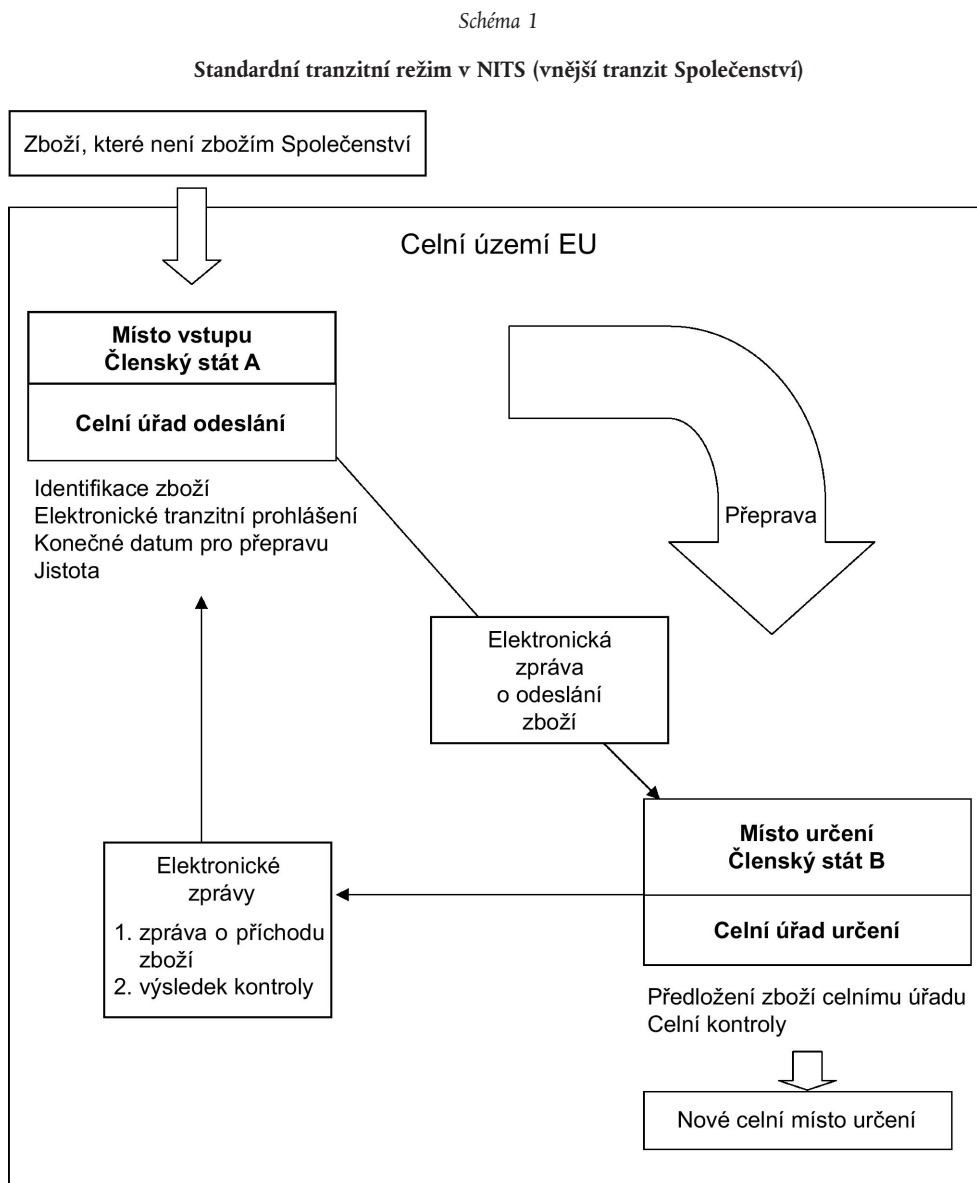 Schéma 1
Standardní tranzitní režim v NITS (vnější tranzit Společenství)
Zboží, které není zbožím Společenství
Celní území EU
Místo vstupu
Členský stát A
Celní úřad odeslání
Identifikace zboží
Elektronické tranzitní prohlášení
Konečné datum pro přepravu
Jistota
Přeprava
Elektronická
zpráva
o odeslání
zboží
Místo určení
Členský stát B
Celní úřad určení
Elektronické
zprávy
1. zpráva o příchodu
zboží
2. výsledek kontroly
Předložení zboží celnímu úřadu
Celní kontroly
Nové celní místo určení